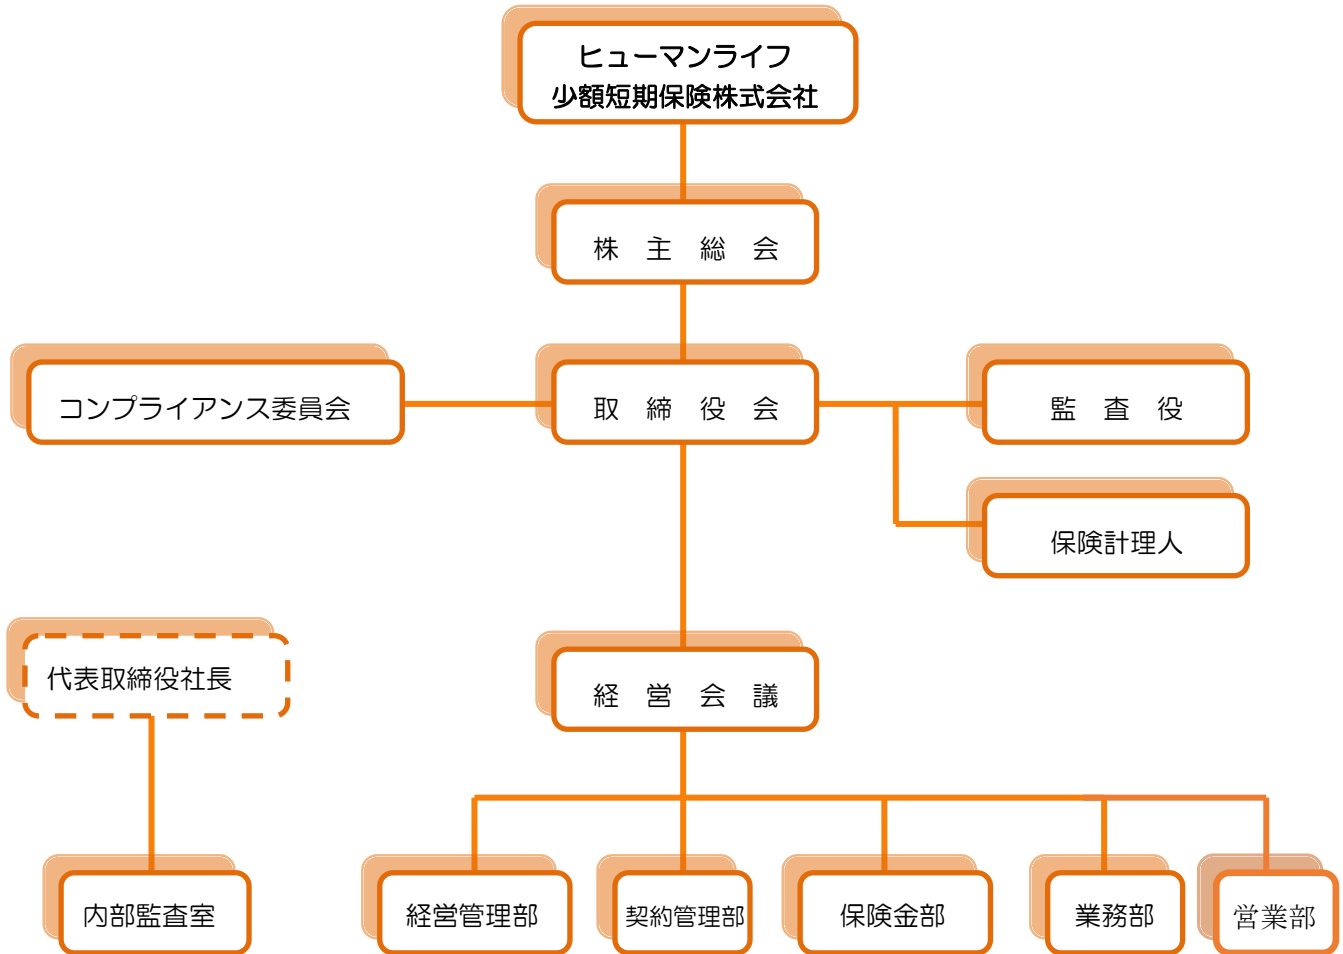 ヒューマンライフ
少額短期保険株式会社
株　主　総　会
コンプライアンス委員会
取　締　役　会
監　査　役
保険計理人
代表取締役社長
経　営　会　議
内部監査室
経営管理部
契約管理部
保険金部
業務部
営業部